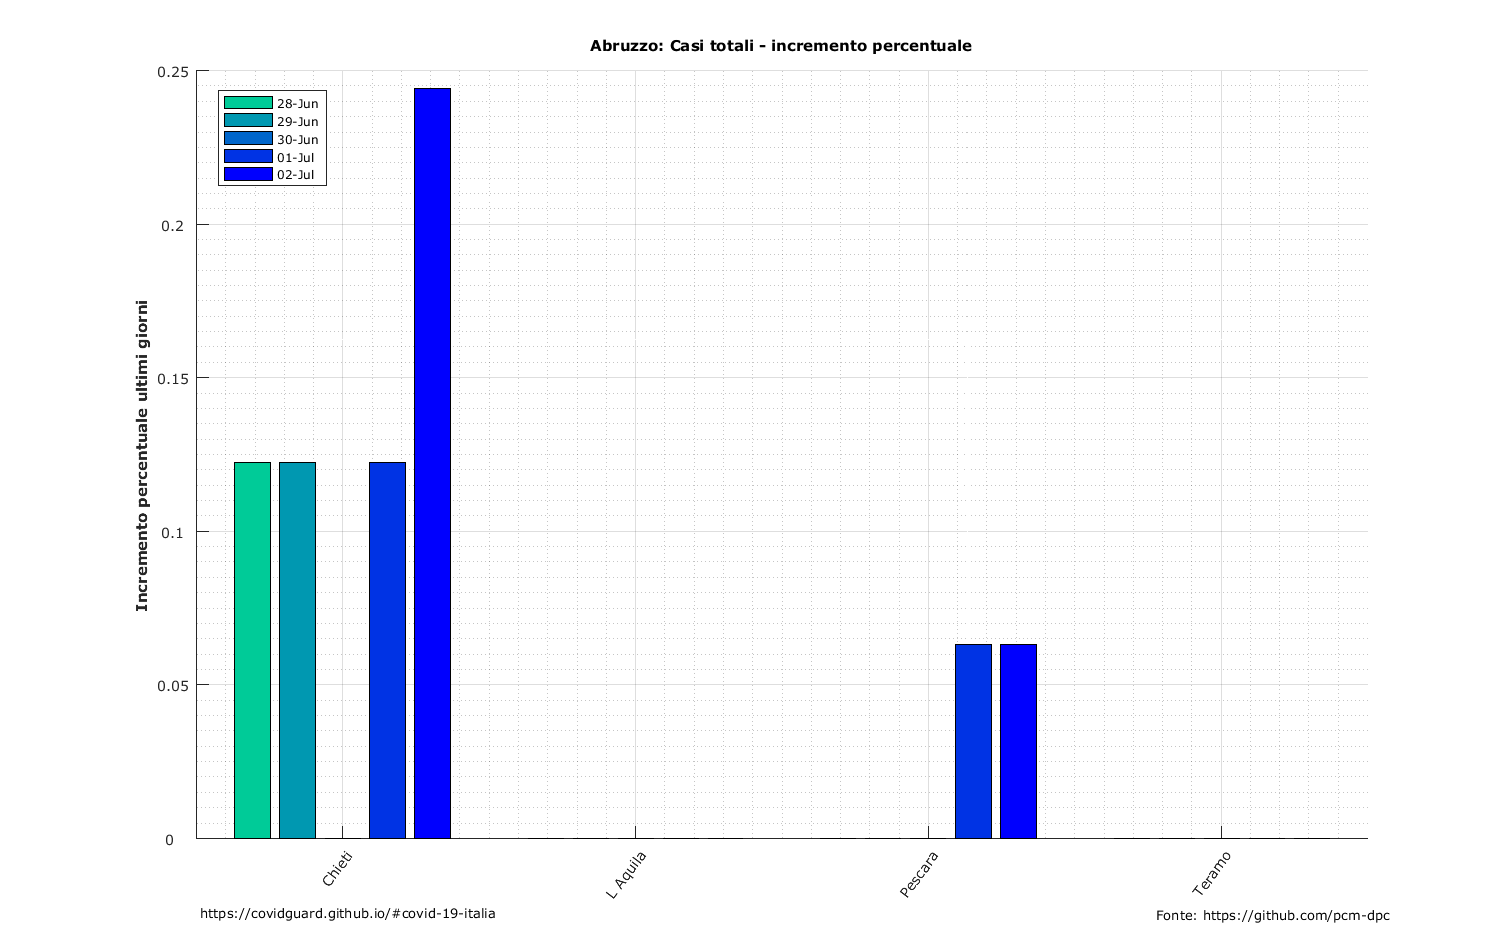 Abruzzo: Casi totali - incremento percentuale
0.25
0.2
0.15
0.1
0.05
0
Incremento percentuale ultimi giorni
28-Jun
29-Jun
30-Jun
01-Jul
02-Jul
Chieti
L Aquila
Pescara
Teramo
https://covidguard.github.io/#covid-19-italia
Fonte: https://github.com/pcm-dpc